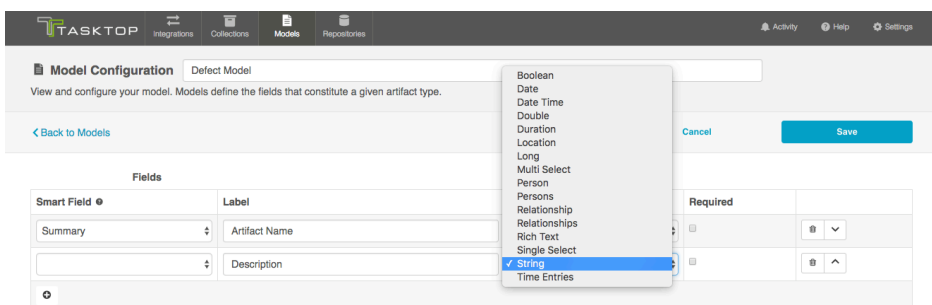 TASKTOP
Integrations
Collections
Models
Repositories
Activity
Help
Settings
Model Configuration
Defect Model
View and configure your model. Models define the fields that constitute a given artifact type.
Back to Models
Cancel
Save
Boolean
Date
Date Time
Double
Duration
Location
Long
Multi Select
Person
Persons
Relationship
Relationships
Rich Text
Single Select
✓ String
Time Entries
Fields
Smart Field
Label
Required
Summary
Artifact Name
Description